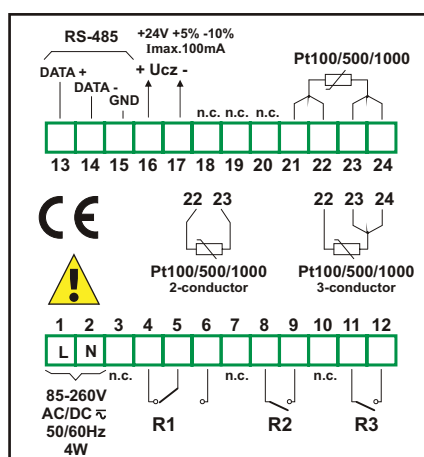 RS-485
+24V +5% -10%
Imax.100mA
DATA +
DATA -
GND
+ Ucz -
Pt100/500/1000
n.c. n.c. n.c.
13 14 15 16 17 18 19 20 21 22 23 24
CE
22 23
22 23 24
Pt100/500/1000
2-conductor
Pt100/500/1000
3-conductor
!
1 2 3 4 5 6 7 8 9 10 11 12
L N
n.c. n.c. n.c.
85-260V
AC/DC ⏦
50/60Hz
4W
R1 R2 R3